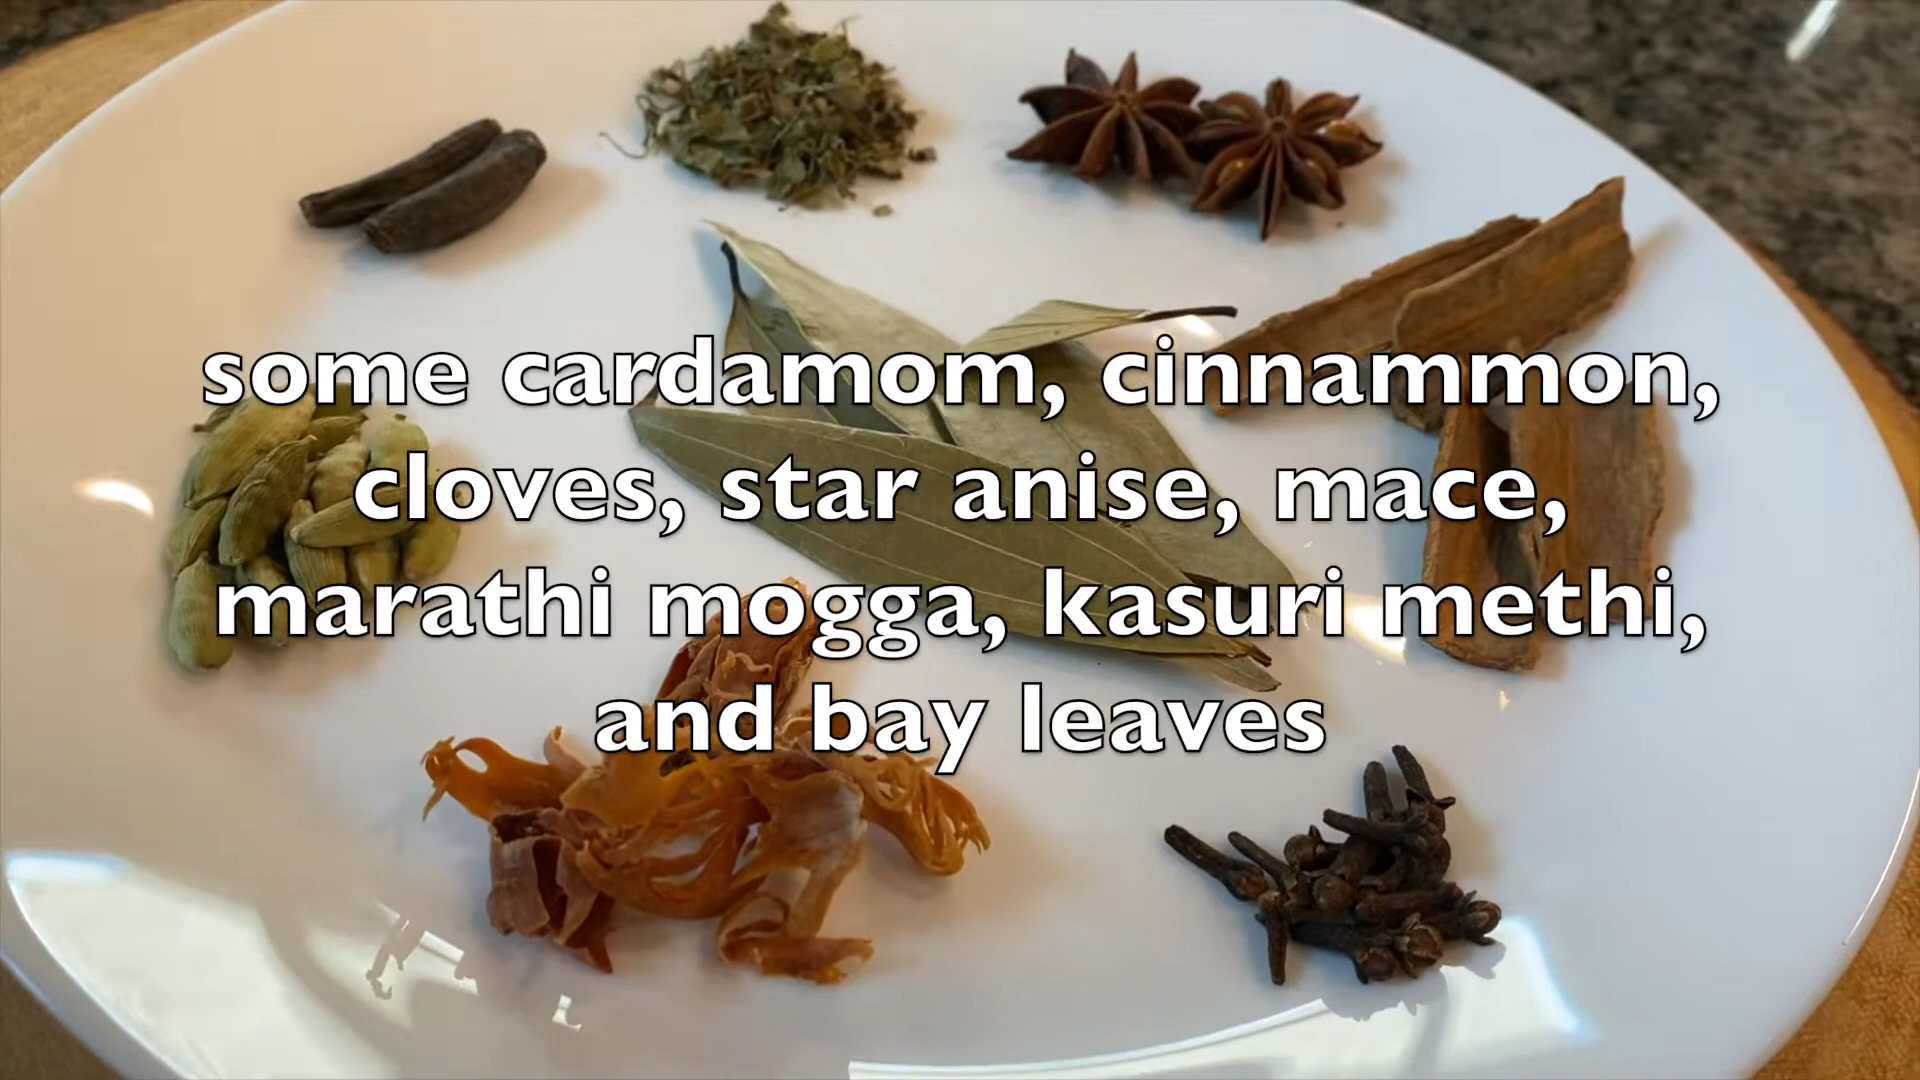 some cardamom, cinnammon,
cloves, star anise, mace,
marathi mogga, kasuri methi,
and bay leaves